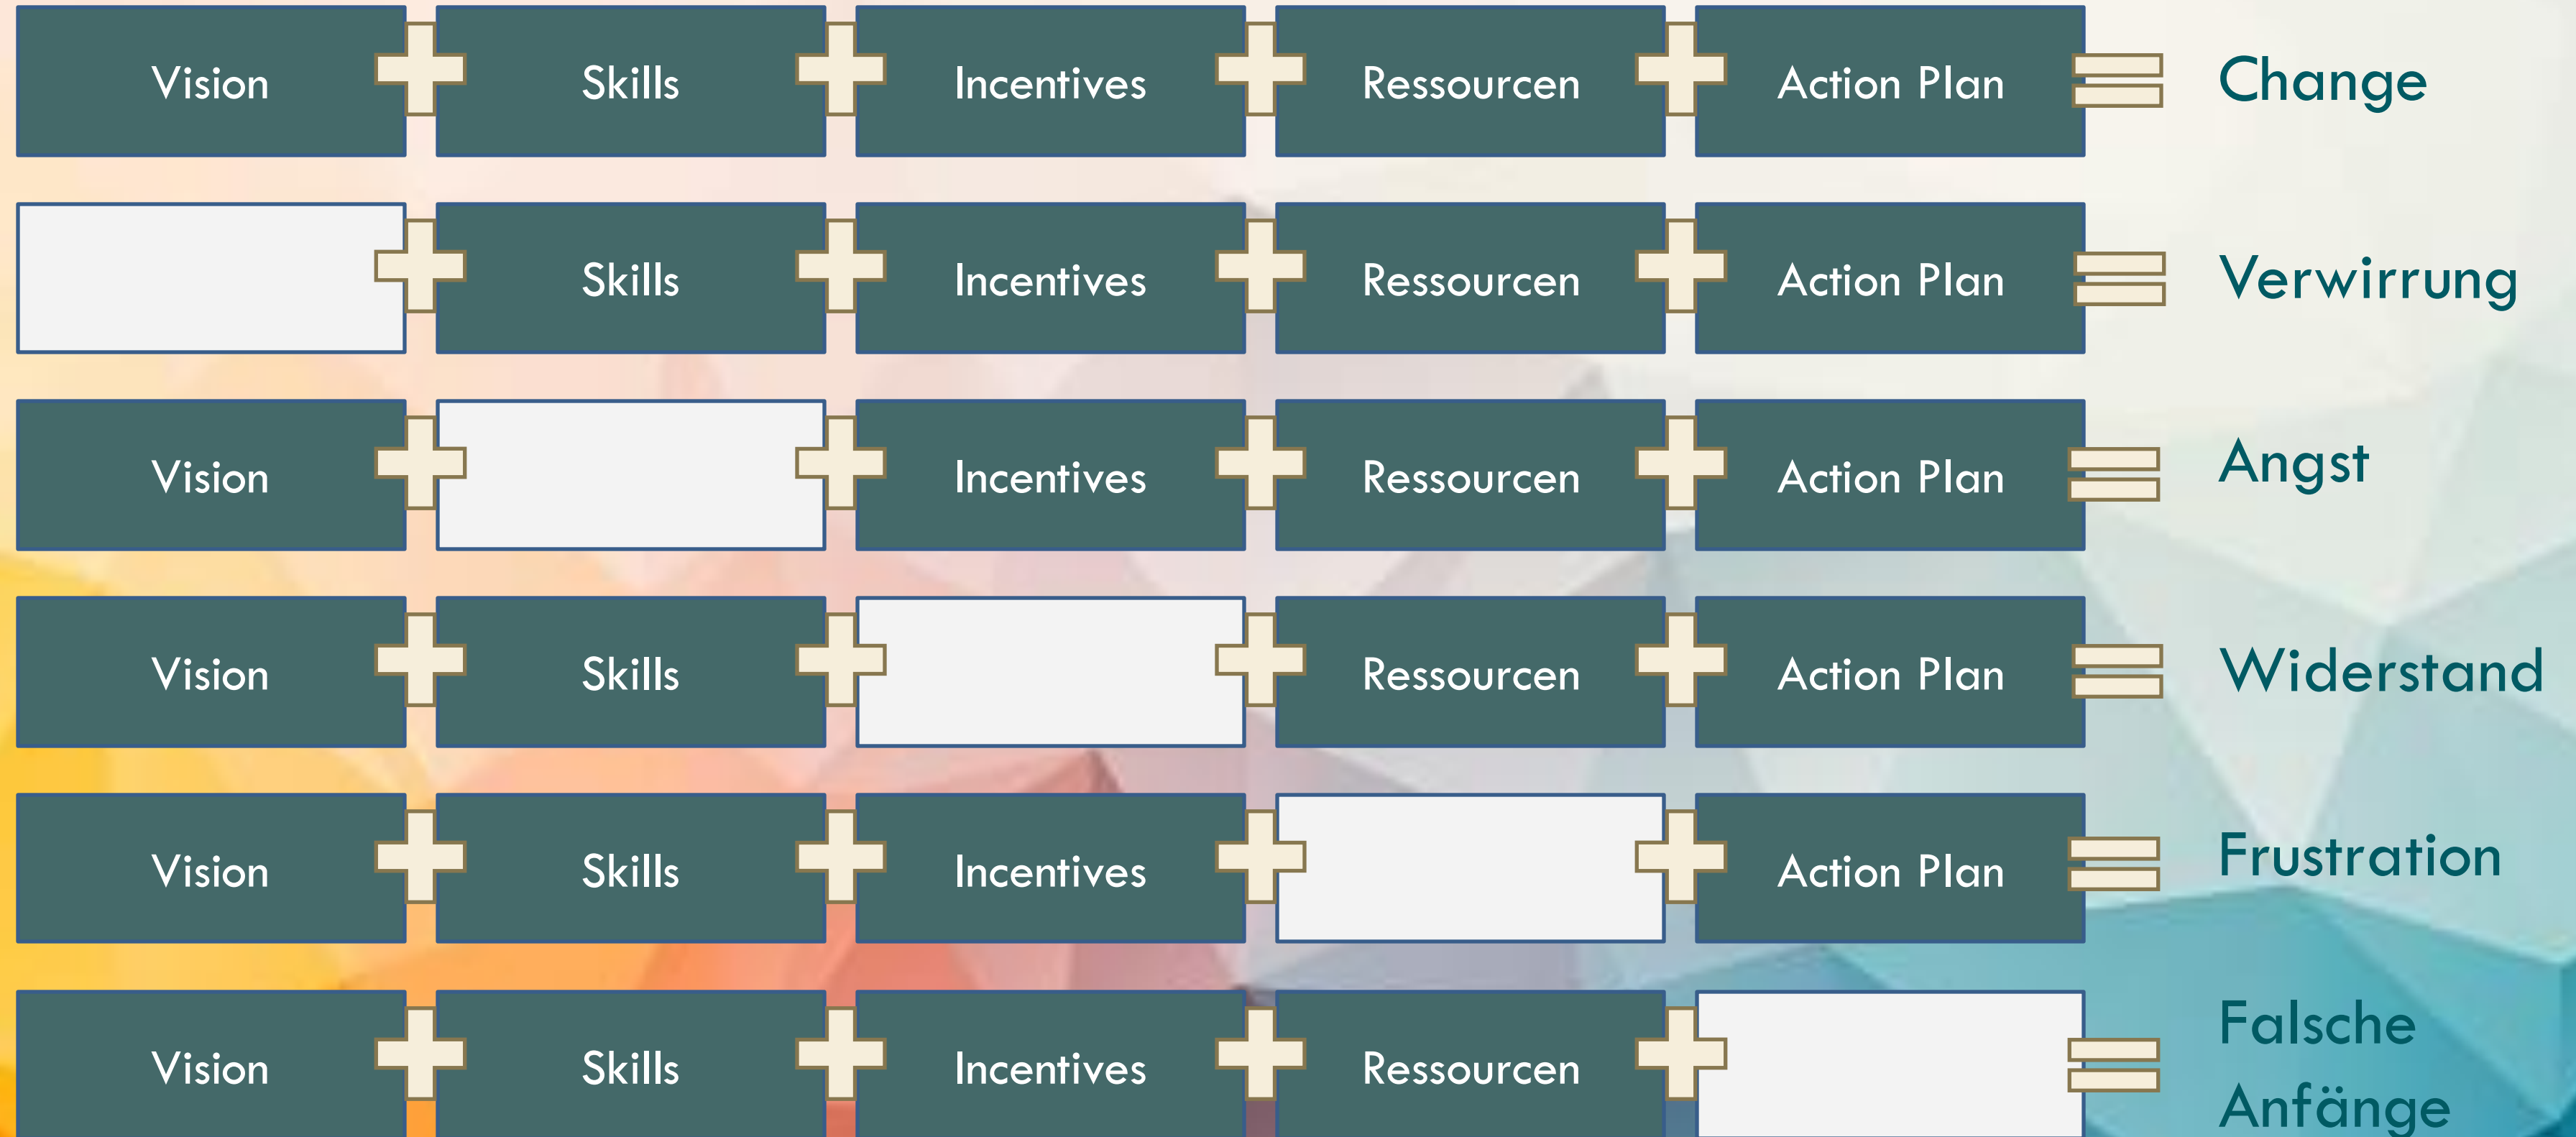 Vision Skills Incentives Ressourcen Action Plan Change
Skills Incentives Ressourcen Action Plan Verwirrung
Vision Incentives Ressourcen Action Plan Angst
Vision Skills Ressourcen Action Plan Widerstand
Vision Skills Incentives Action Plan Frustration
Vision Skills Incentives Ressourcen Falsche
Anfänge